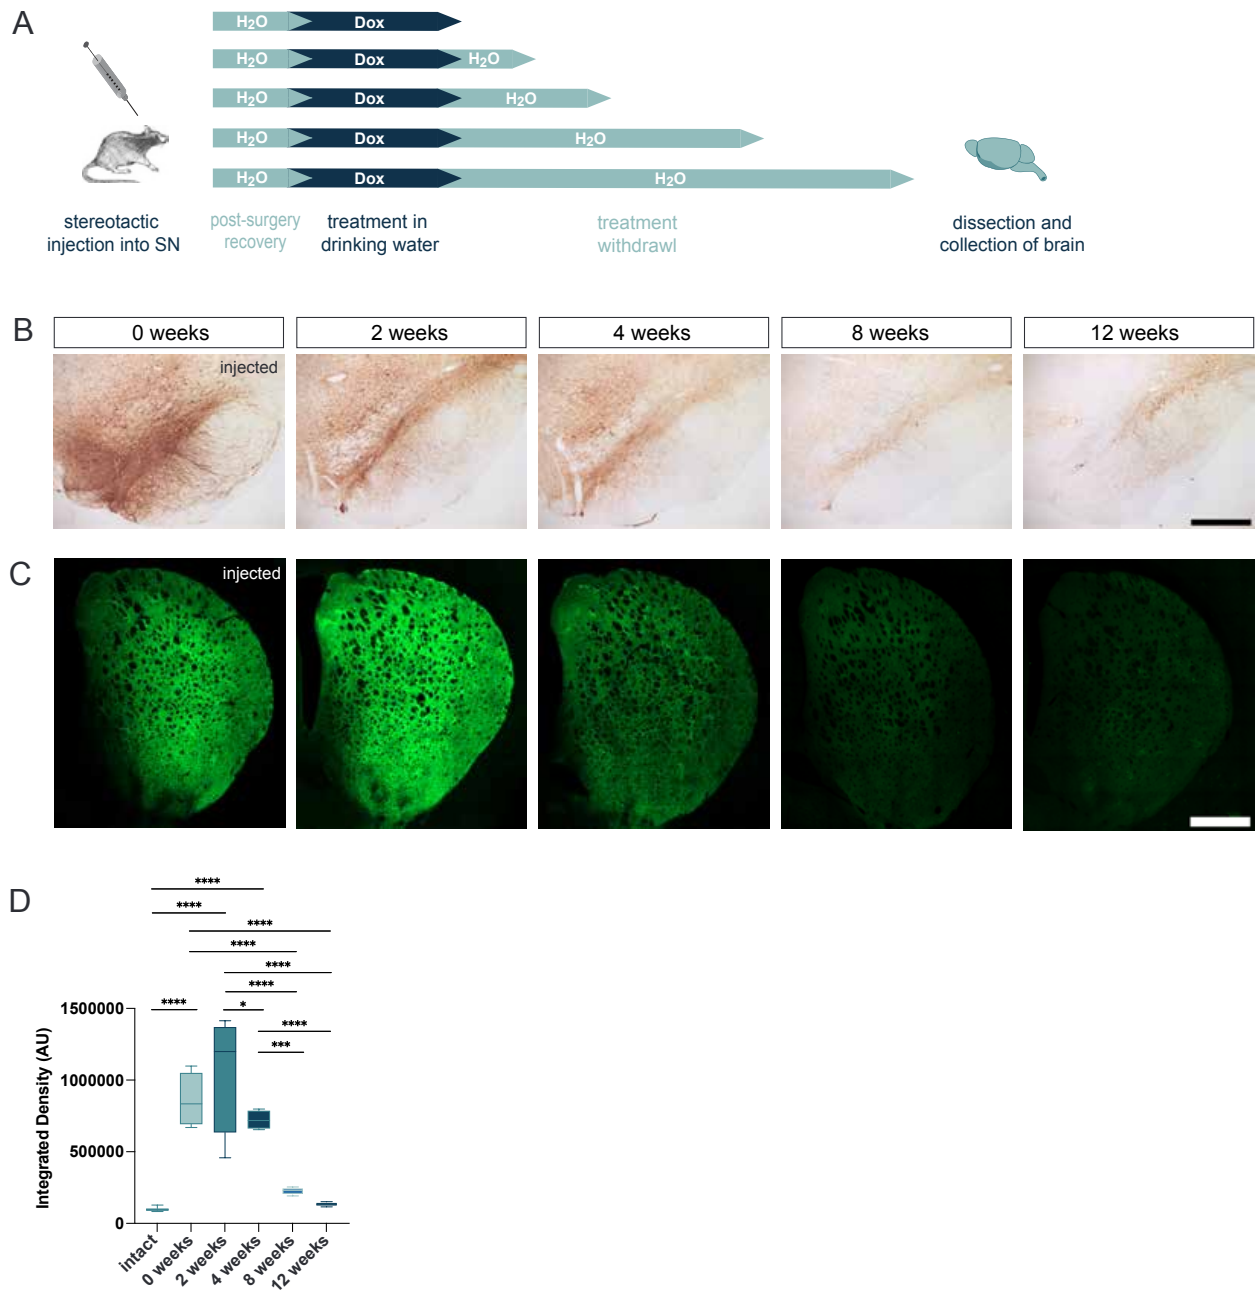 A
H2O Dox
H2O Dox H2O
H2O Dox H2O
H2O Dox H2O
H2O Dox H2O
stereotactic
injection into SN
post-surgery
recovery
treatment in
drinking water
treatment
withdrawl
dissection and
collection of brain
B
0 weeks 2 weeks 4 weeks 8 weeks 12 weeks
injected
C
injected
D
****
****
****
****
****
****
**** *
****
***
Integrated Density (AU)
1500000
1000000
500000
0
intact 0 weeks 2 weeks 4 weeks 8 weeks 12 weeks